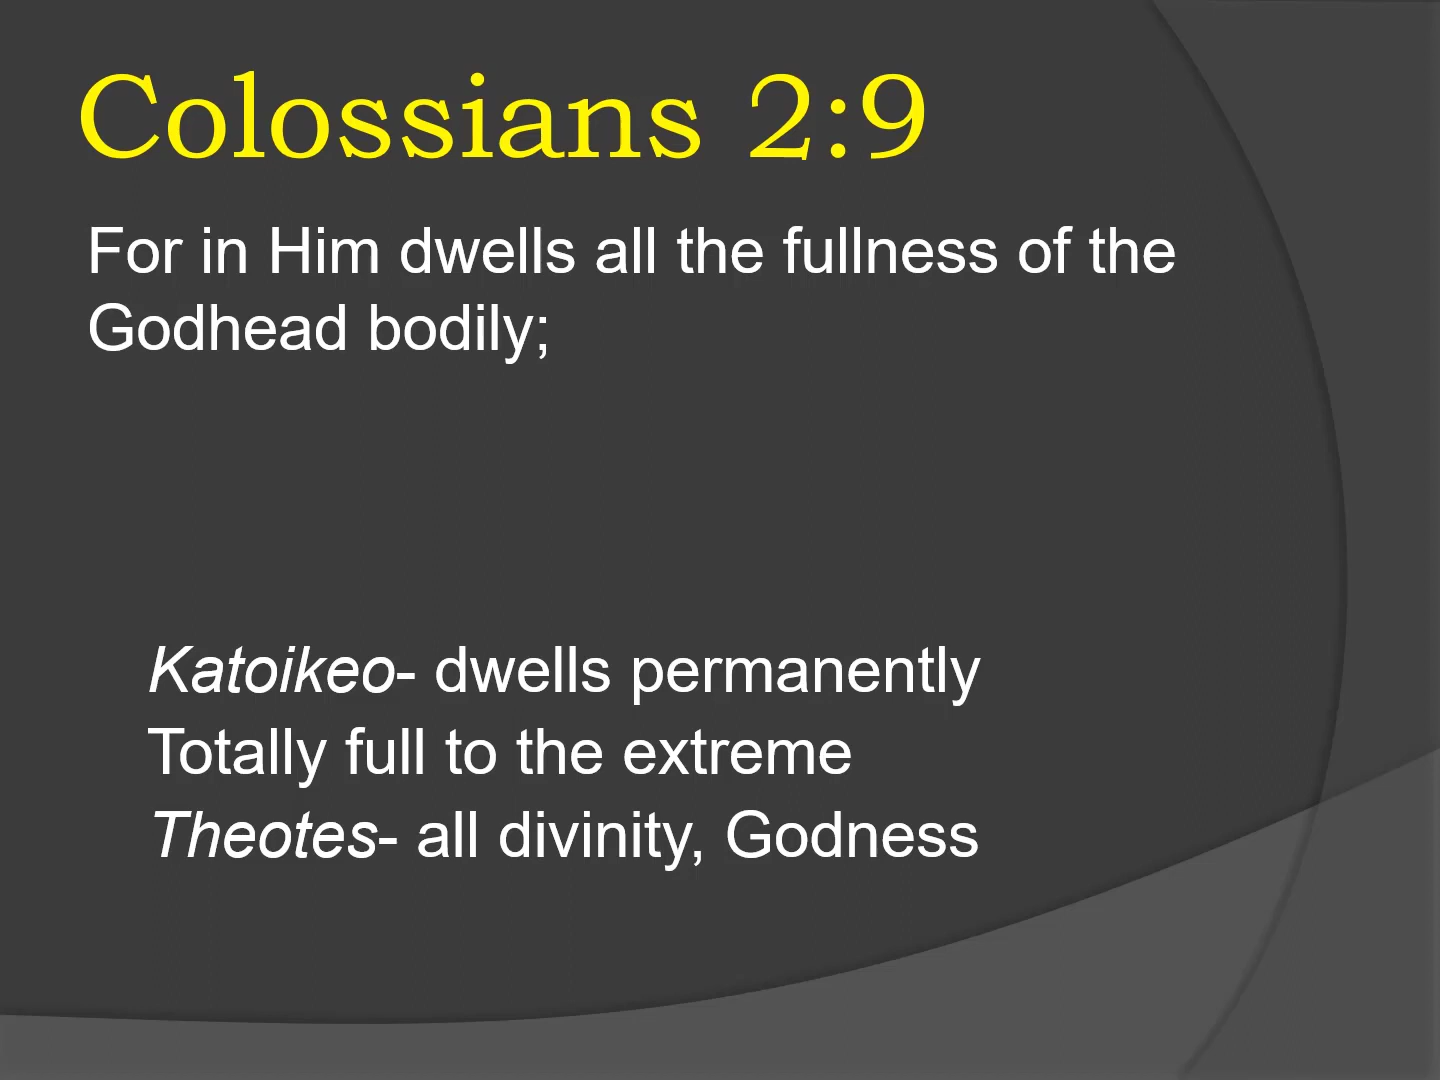 Colossians 2:9
For in Him dwells all the fullness of the
Godhead bodily;
Katoikeo- dwells permanently
Totally full to the extreme
Theotes- all divinity, Godness